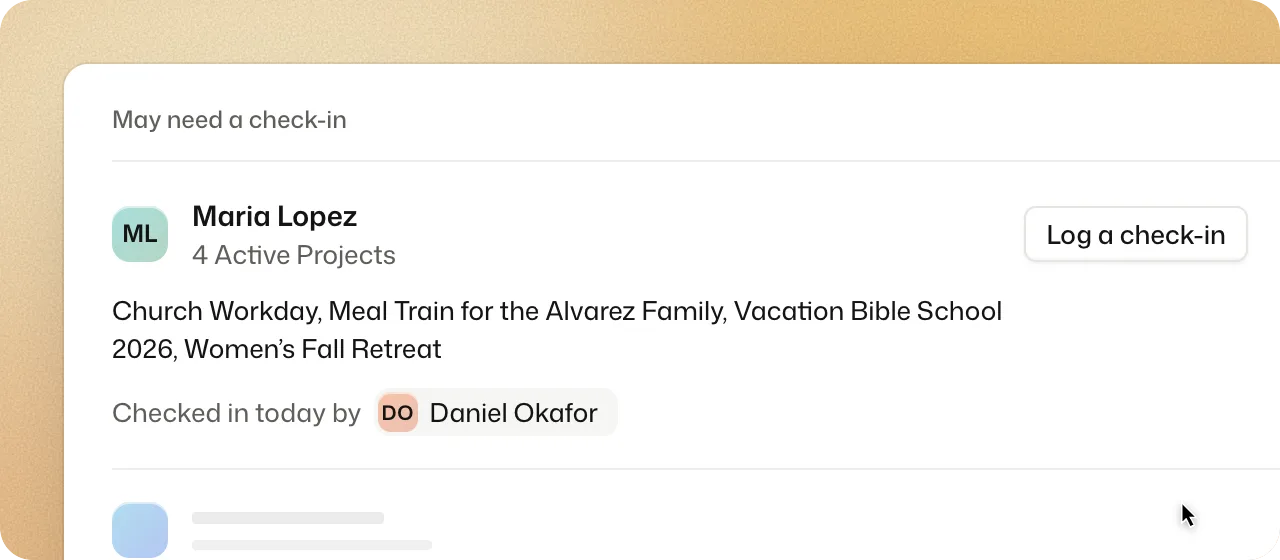 May need a check-in
ML
Maria Lopez
4 Active Projects
Log a check-in
Church Workday, Meal Train for the Alvarez Family, Vacation Bible School
2026, Women’s Fall Retreat
Checked in today by DO Daniel Okafor